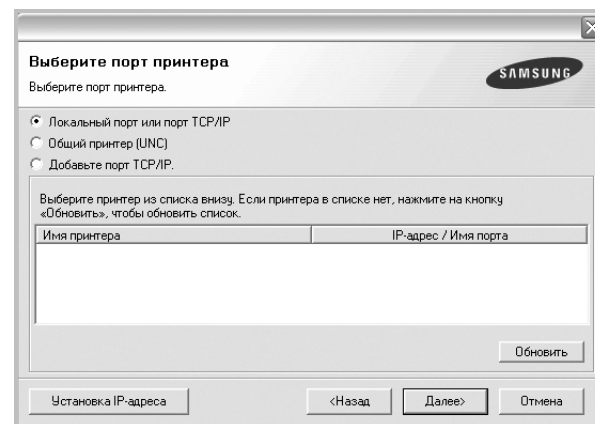 Выберите порт принтера
SAMSUNG
Выберите порт принтера.
Локальный порт или порт TCP/IP
Общий принтер (UNC)
Добавьте порт TCP/IP.
Выберите принтер из списка внизу. Если принтера в списке нет, нажмите на кнопку
«Обновить», чтобы обновить список.
Имя принтера IP-адрес / Имя порта
Обновить
Установка IP-адреса <Назад Далее> Отмена